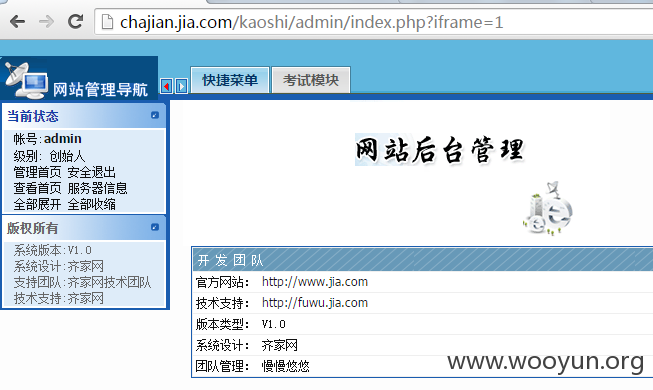 chajian.jia.com/kaoshi/admin/index.php?iframe=1
网站管理导航
快捷菜单 考试模块
当前状态
帐号:admin
级别: 创始人
管理首页 安全退出
查看首页 服务器信息
全部展开 全部收缩
版权所有
系统版本:V1.0
系统设计:齐家网
支持团队:齐家网技术团队
技术支持:齐家网
网站后台管理
开发团队
官方网站: http://www.jia.com
技术支持: http://fuwu.jia.com
版本类型: V1.0
系统设计: 齐家网
团队管理: 慢慢悠悠
www.wooyun.org